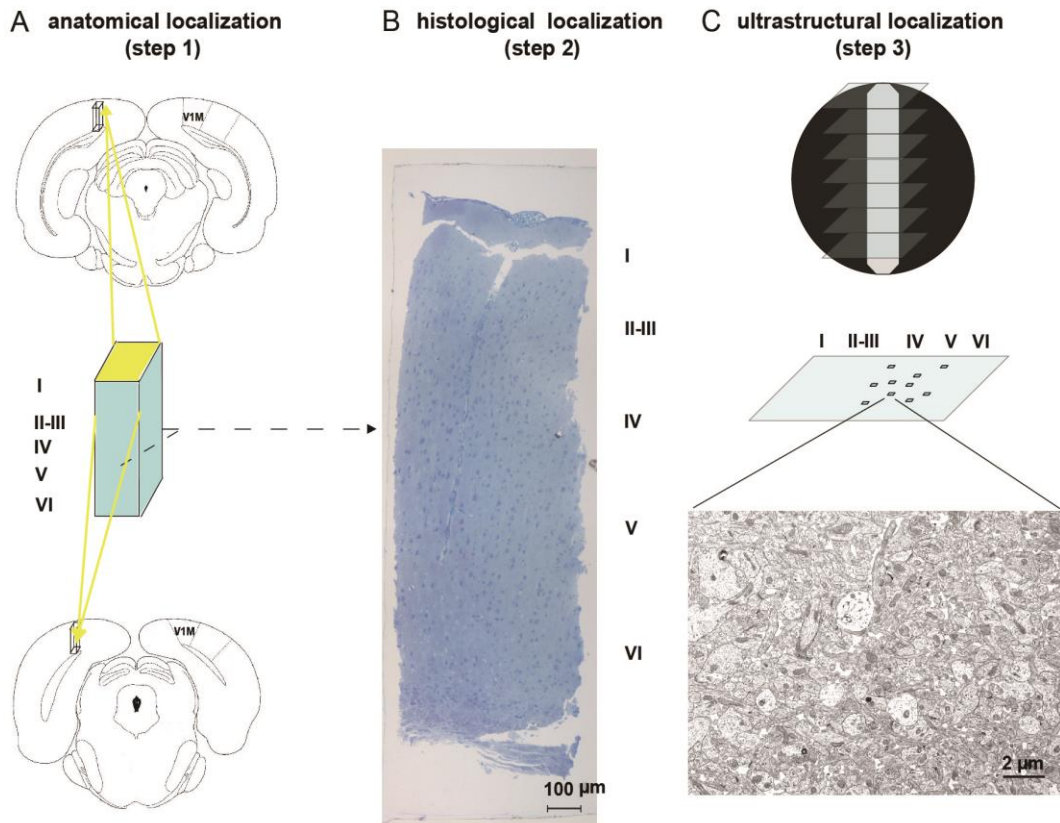 A anatomical localization
(step 1)
V1M
I
II-III
IV
V
VI
V1M
B histological localization
(step 2)
I
II-III
IV
V
VI
100 µm
C ultrastructural localization
(step 3)
I II-III IV V VI
2 µm